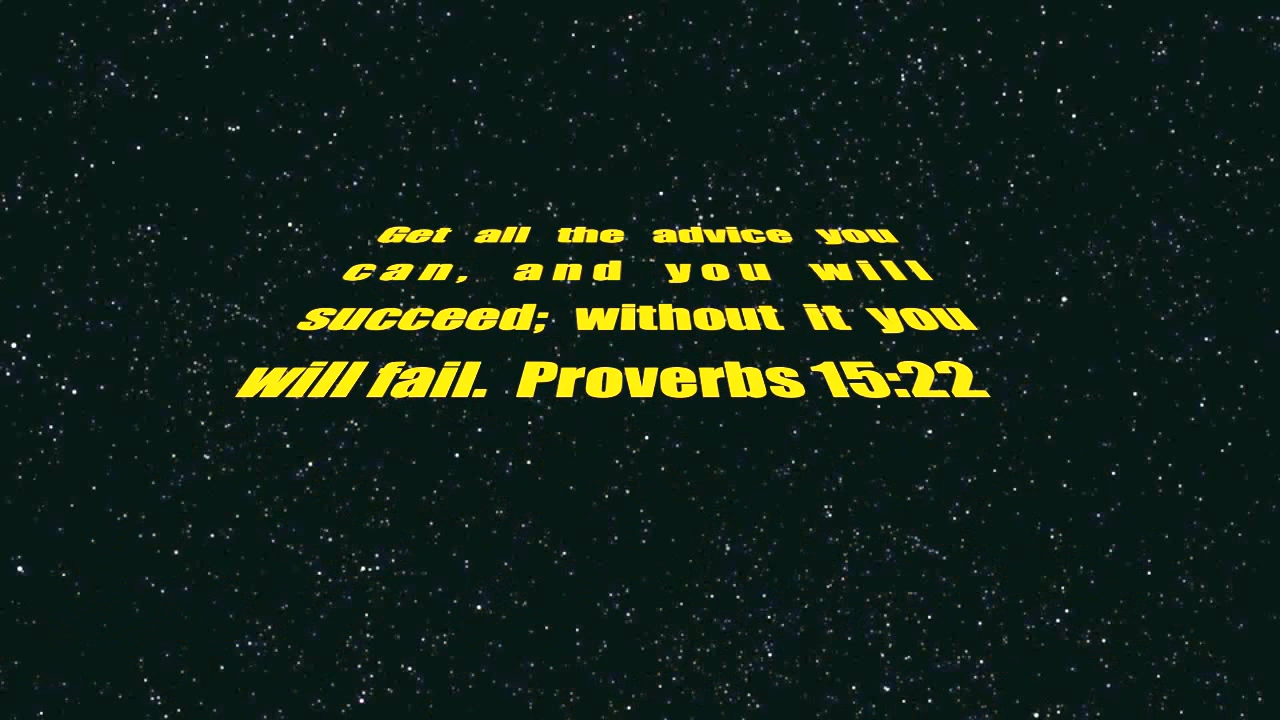 Get all the advice you
can, and you will
succeed; without it you
will fail. Proverbs 15:22